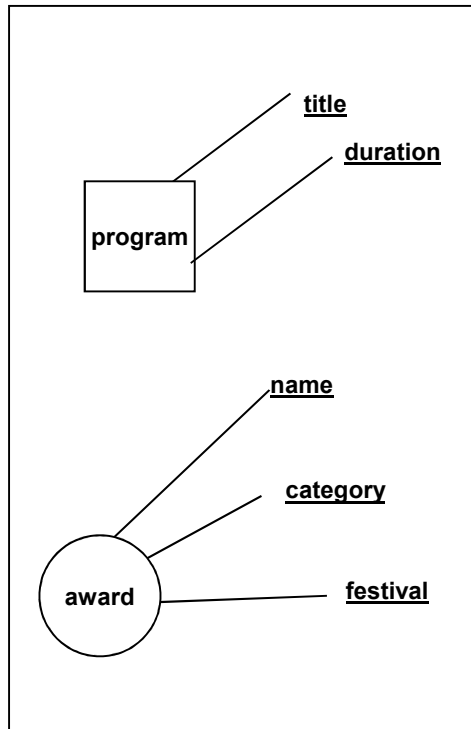 title
duration
program
name
category
award
festival